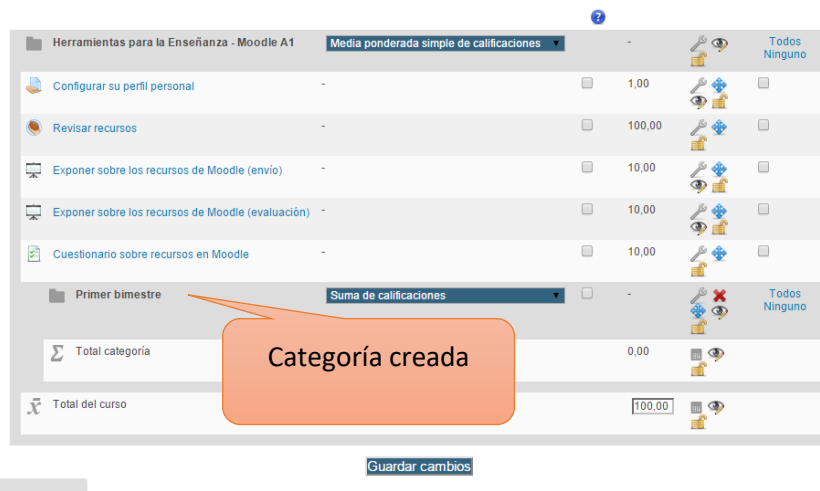 ?
Herramientas para la Enseñanza - Moodle A1 Media ponderada simple de calificaciones - Todos
Ninguno
Configurar su perfil personal - 1,00
Revisar recursos - 100,00
Exponer sobre los recursos de Moodle (envío) - 10,00
Exponer sobre los recursos de Moodle (evaluación) - 10,00
Cuestionario sobre recursos en Moodle - 10,00
Primer bimestre Suma de calificaciones - Todos
Ninguno
Categoría creada
Σ Total categoría 0,00
x̄ Total del curso 100,00
Guardar cambios